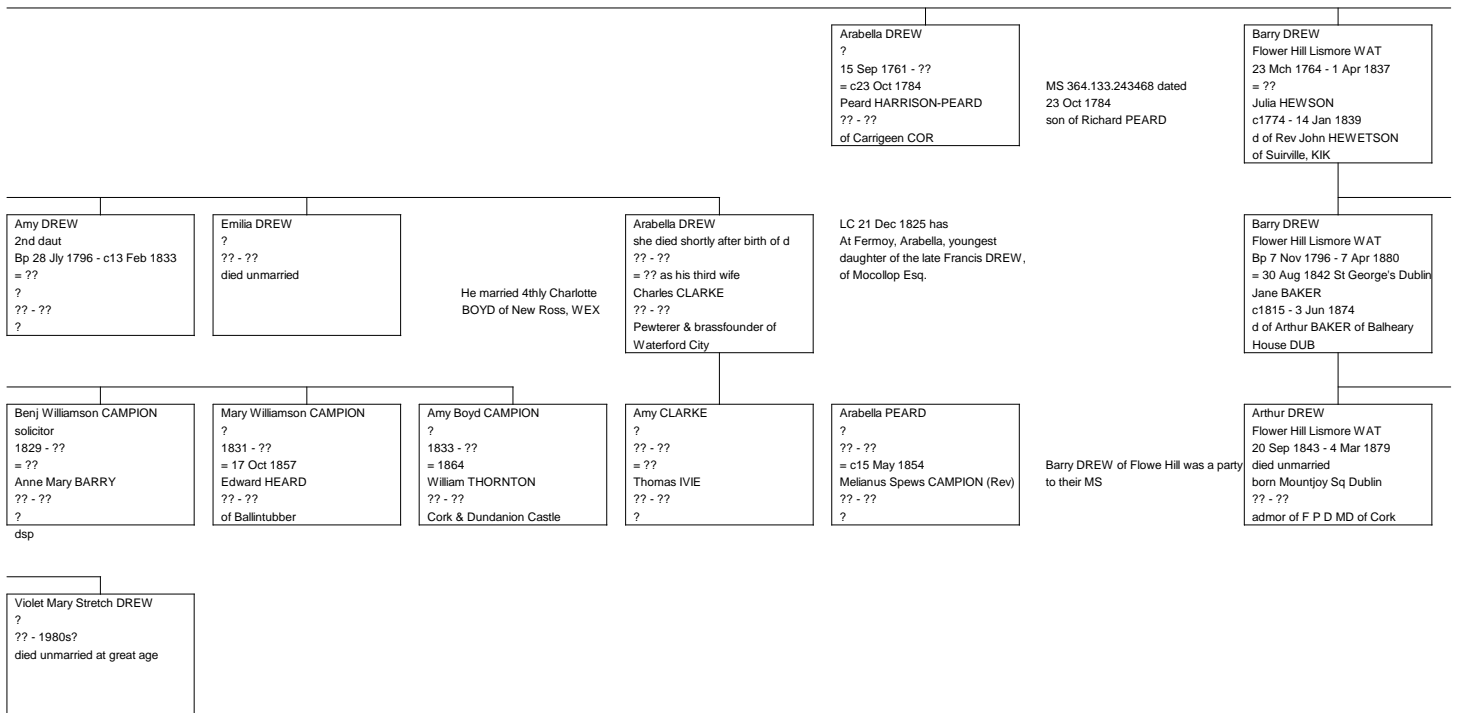 Arabella DREW
?
15 Sep 1761 - ??
= c23 Oct 1784
Peard HARRISON-PEARD
?? - ??
of Carrigeen COR
MS 364.133.243468 dated
23 Oct 1784
son of Richard PEARD
Barry DREW
Flower Hill Lismore WAT
23 Mch 1764 - 1 Apr 1837
= ??
Julia HEWSON
c1774 - 14 Jan 1839
d of Rev John HEWETSON
of Suirville, KIK
Amy DREW
2nd daut
Bp 28 Jly 1796 - c13 Feb 1833
= ??
?
?? - ??
?
Emilia DREW
?
?? - ??
died unmarried
He married 4thly Charlotte
BOYD of New Ross, WEX
Arabella DREW
she died shortly after birth of d
?? - ??
= ?? as his third wife
Charles CLARKE
?? - ??
Pewterer & brassfounder of
Waterford City
LC 21 Dec 1825 has
At Fermoy, Arabella, youngest
daughter of the late Francis DREW,
of Mocollop Esq.
Barry DREW
Flower Hill Lismore WAT
Bp 7 Nov 1796 - 7 Apr 1880
= 30 Aug 1842 St George's Dublin
Jane BAKER
c1815 - 3 Jun 1874
d of Arthur BAKER of Balheary
House DUB
Benj Williamson CAMPION
solicitor
1829 - ??
= ??
Anne Mary BARRY
?? - ??
?
dsp
Mary Williamson CAMPION
?
1831 - ??
= 17 Oct 1857
Edward HEARD
?? - ??
of Ballintubber
Amy Boyd CAMPION
?
1833 - ??
= 1864
William THORNTON
?? - ??
Cork & Dundanion Castle
Amy CLARKE
?
?? - ??
= ??
Thomas IVIE
?? - ??
?
Arabella PEARD
?
?? - ??
= c15 May 1854
Melianus Spews CAMPION (Rev)
?? - ??
?
Barry DREW of Flowe Hill was a party
to their MS
Arthur DREW
Flower Hill Lismore WAT
20 Sep 1843 - 4 Mar 1879
died unmarried
born Mountjoy Sq Dublin
?? - ??
admor of F P D MD of Cork
Violet Mary Stretch DREW
?
?? - 1980s?
died unmarried at great age